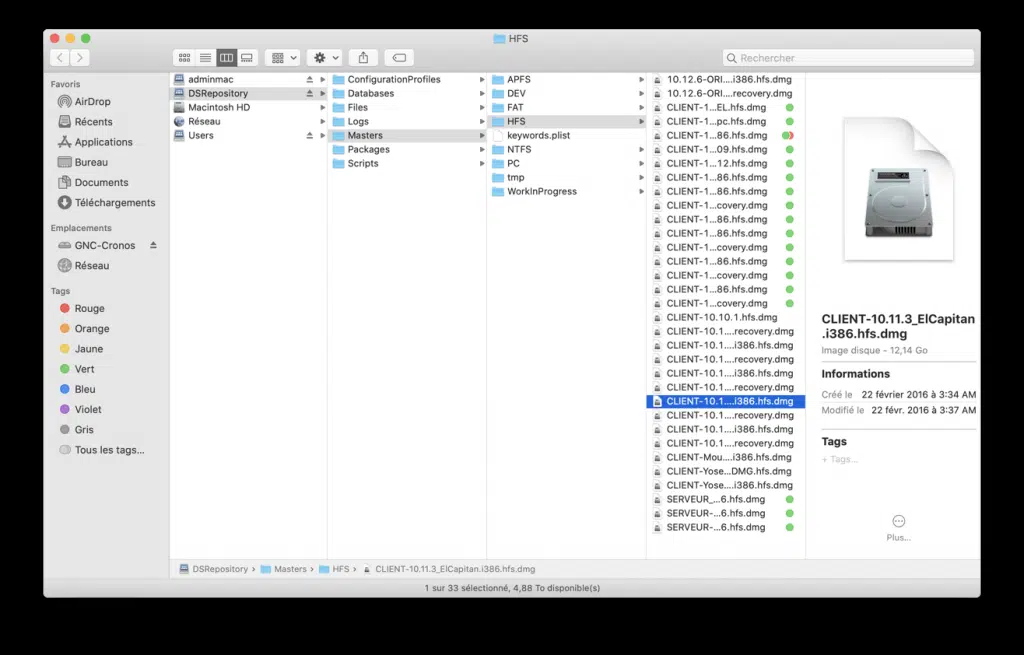 HFS
Rechercher
Favoris
AirDrop
Récents
Applications
Bureau
Documents
Téléchargements
Emplacements
GNC-Cronos
Réseau
Tags
Rouge
Orange
Jaune
Vert
Bleu
Violet
Gris
Tous les tags...
adminmac
DSRepository
Macintosh HD
Réseau
Users
ConfigurationProfiles
Databases
Files
Logs
Masters
Packages
Scripts
APFS
DEV
FAT
HFS
keywords.plist
NTFS
PC
tmp
WorkInProgress
10.12.6-ORI....i386.hfs.dmg
10.12.6-ORI....recovery.dmg
CLIENT-1...EL.hfs.dmg
CLIENT-1...pc.hfs.dmg
CLIENT-1...86.hfs.dmg
CLIENT-1...09.hfs.dmg
CLIENT-1...12.hfs.dmg
CLIENT-1...86.hfs.dmg
CLIENT-1...86.hfs.dmg
CLIENT-1...covery.dmg
CLIENT-1...86.hfs.dmg
CLIENT-1...86.hfs.dmg
CLIENT-1...covery.dmg
CLIENT-1...86.hfs.dmg
CLIENT-1...covery.dmg
CLIENT-1...86.hfs.dmg
CLIENT-1...covery.dmg
CLIENT-10.10.1.hfs.dmg
CLIENT-10.1....recovery.dmg
CLIENT-10.1....i386.hfs.dmg
CLIENT-10.1....recovery.dmg
CLIENT-10.1....i386.hfs.dmg
CLIENT-10.1....recovery.dmg
CLIENT-10.1....i386.hfs.dmg
CLIENT-10.1....recovery.dmg
CLIENT-10.1....i386.hfs.dmg
CLIENT-10.1....recovery.dmg
CLIENT-Mou....i386.hfs.dmg
CLIENT-Yose...DMG.hfs.dmg
CLIENT-Yose....i386.hfs.dmg
SERVEUR_...6.hfs.dmg
SERVEUR-...6.hfs.dmg
SERVEUR-...6.hfs.dmg
CLIENT-10.11.3_ElCapitan
.i386.hfs.dmg
Image disque - 12,14 Go
Informations
Créé le 22 février 2016 à 3:34 AM
Modifié le 22 févr. 2016 à 3:37 AM
Tags
+ Tags...
Plus...
DSRepository › Masters › HFS › CLIENT-10.11.3_ElCapitan.i386.hfs.dmg
1 sur 33 sélectionné, 4,88 To disponible(s)